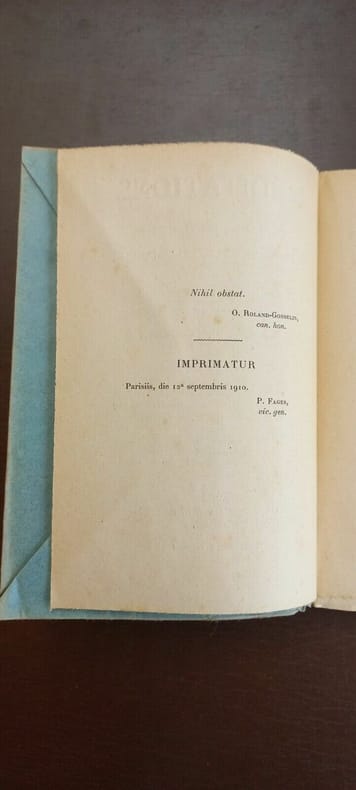 Nihil obstat.
O. Roland-Gosselin,
can. hon.
IMPRIMATUR
Parisiis, die 12ª septembris 1910.
P. Fages,
vic. gen.